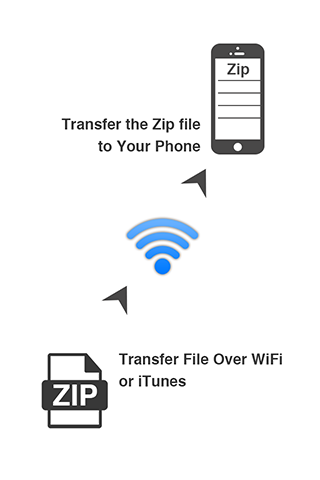 Zip
Transfer the Zip file
to Your Phone
Transfer File Over WiFi
or iTunes
ZIP